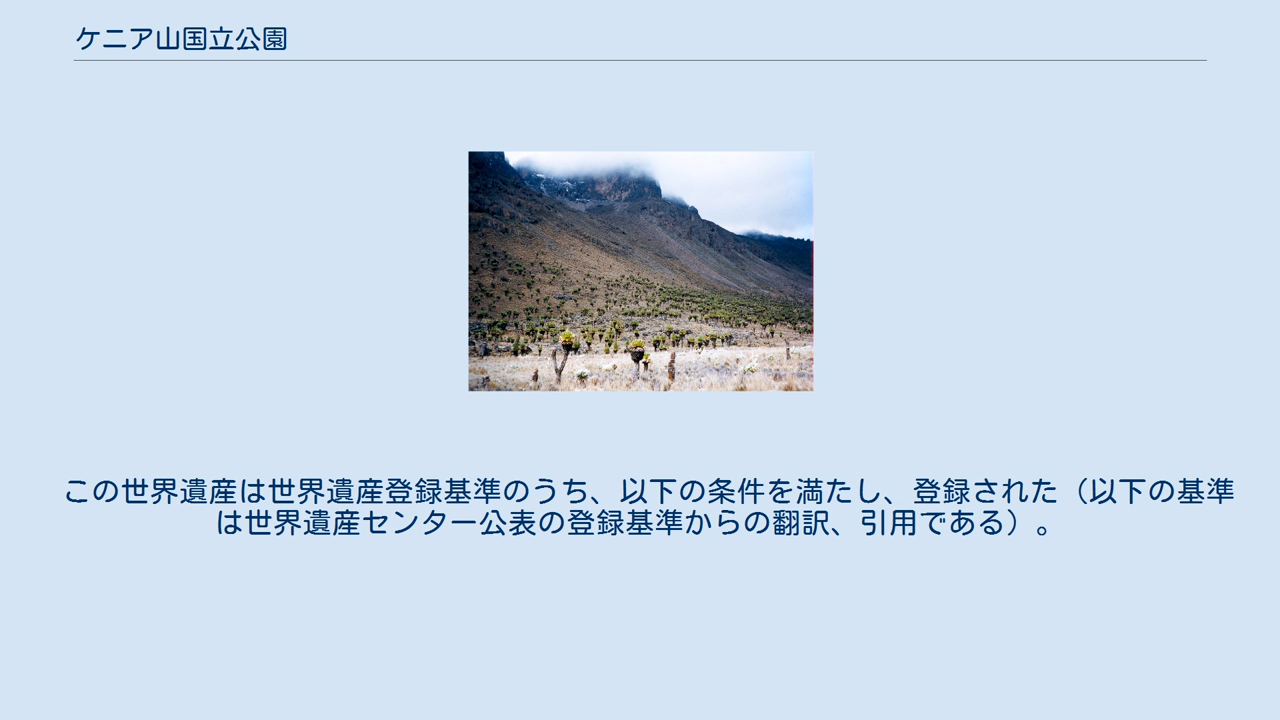 ケニア山国立公園
この世界遺産は世界遺産登録基準のうち、以下の条件を満たし、登録された（以下の基準
は世界遺産センター公表の登録基準からの翻訳、引用である）。